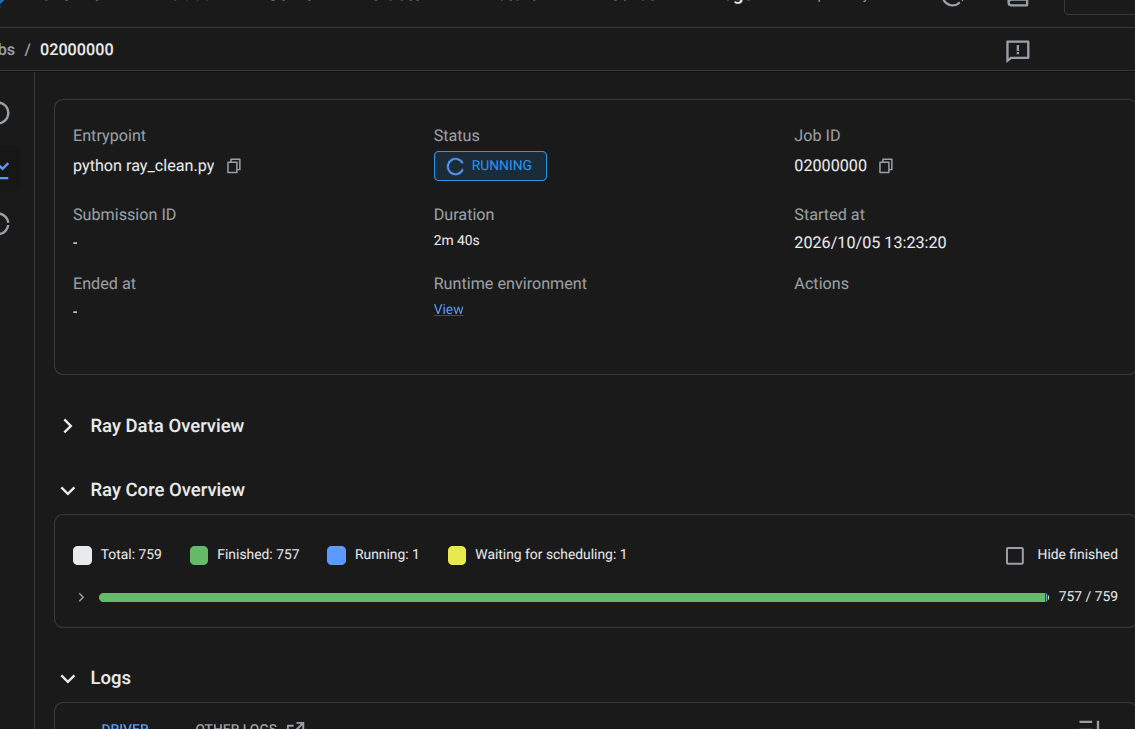 bs / 02000000
Entrypoint Status Job ID
python ray_clean.py RUNNING 02000000
Submission ID Duration Started at
- 2m 40s 2026/10/05 13:23:20
Ended at Runtime environment Actions
- View
Ray Data Overview
Ray Core Overview
Total: 759 Finished: 757 Running: 1 Waiting for scheduling: 1 Hide finished
757 / 759
Logs
DRIVER OTHER LOGS